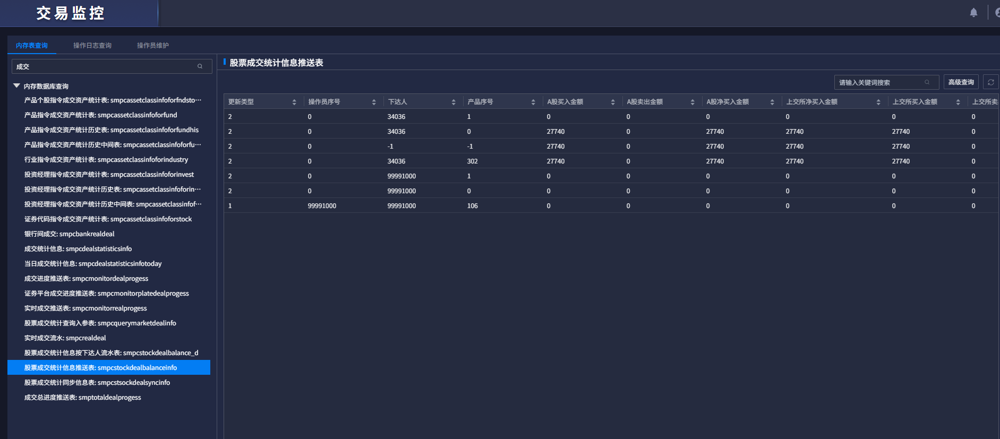 交易监控
内存表查询 操作日志查询 操作员维护
成交
内存数据库查询
产品个股指令成交资产统计表: smpcassetclassinfoforfndsto···
产品指令成交资产统计表: smpcassetclassinfoforfund
产品指令成交资产统计历史表: smpcassetclassinfoforfundhis
产品指令成交资产统计历史中间表: smpcassetclassinfoforfu···
行业指令成交资产统计表: smpcassetclassinfoforindustry
投资经理指令成交资产统计表: smpcassetclassinfoforinvest
投资经理指令成交资产统计历史表: smpcassetclassinfoforin···
投资经理指令成交资产统计历史中间表: smpcassetclassinfof···
证券代码指令成交资产统计表: smpcassetclassinfoforstock
银行间成交: smpcbankrealdeal
成交统计信息: smpcdealstatisticsinfo
当日成交统计信息: smpcdealstatisticsinfotoday
成交进度推送表: smpcmonitordealprogess
证券平台成交进度推送表: smpcmonitorplatedealprogess
实时成交推送表: smpcmonitorrealprogess
股票成交统计查询入参表: smpcquerymarketdealinfo
实时成交流水: smpcrealdeal
股票成交统计信息按下达人流水表: smpcstockdealbalance_d
股票成交统计信息推送表: smpcstockdealbalanceinfo
股票成交统计同步信息表: smpcstsockdealsyncinfo
成交总进度推送表: smptotaldealprogess
股票成交统计信息推送表
请输入关键词搜索 高级查询
更新类型 操作员序号 下达人 产品序号 A股买入金额 A股卖出金额 A股净买入金额 上交所净买入金额 上交所买入金额 上交所卖
2 0 34036 1 0 0 0 0 0 0
2 0 34036 0 27740 0 27740 27740 27740 0
2 0 -1 -1 27740 0 27740 27740 27740 0
2 0 34036 302 27740 0 27740 27740 27740 0
2 0 99991000 1 0 0 0 0 0 0
2 0 99991000 0 0 0 0 0 0 0
1 99991000 99991000 106 0 0 0 0 0 0